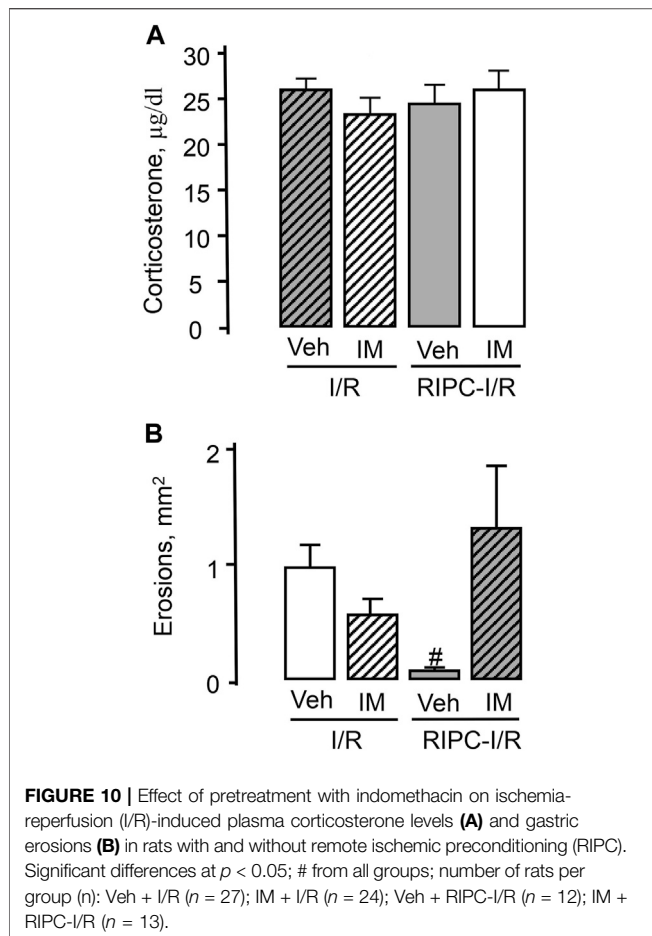 A
Corticosterone, µg/dl
30
25
20
15
10
5
0
Veh IM Veh IM
I/R RIPC-I/R
B
Erosions, mm²
2
1
0
#
Veh IM Veh IM
I/R RIPC-I/R
FIGURE 10 | Effect of pretreatment with indomethacin on ischemia-
reperfusion (I/R)-induced plasma corticosterone levels (A) and gastric
erosions (B) in rats with and without remote ischemic preconditioning (RIPC).
Significant differences at p < 0.05; # from all groups; number of rats per
group (n): Veh + I/R (n = 27); IM + I/R (n = 24); Veh + RIPC-I/R (n = 12); IM +
RIPC-I/R (n = 13).